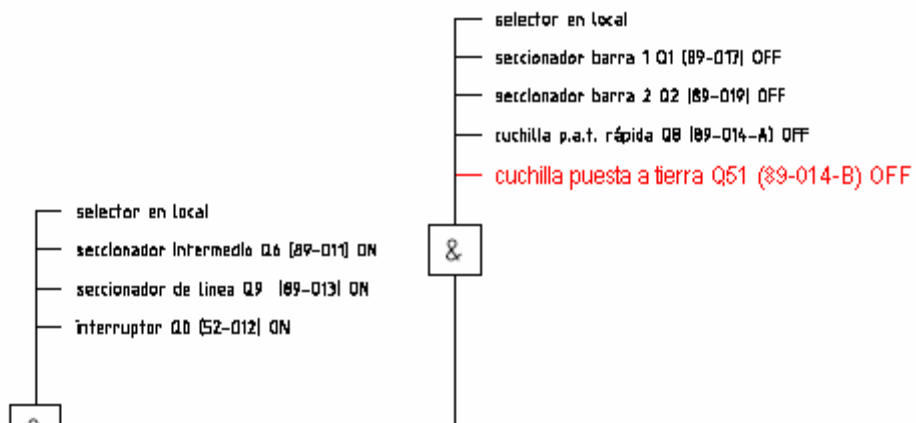 selector en local
seccionador barra 1 Q1 (89-017) OFF
seccionador barra 2 Q2 (89-019) OFF
cuchilla p.a.t. rápida Q8 (89-014-A) OFF
cuchilla puesta a tierra Q51 (89-014-B) OFF
&
selector en local
seccionador intermedio Q6 (89-011) ON
seccionador de linea Q9 (89-013) ON
interruptor Q0 (52-012) ON